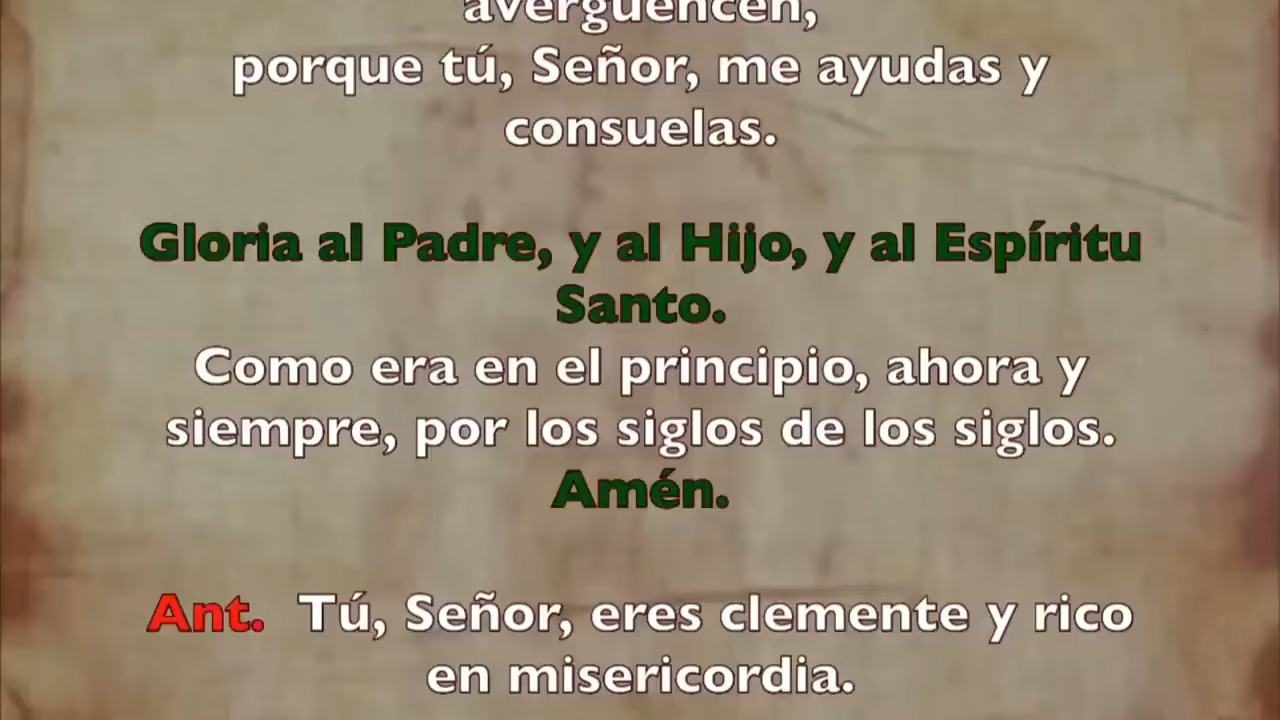 avergüencen,
porque tú, Señor, me ayudas y
consuelas.
Gloria al Padre, y al Hijo, y al Espíritu
Santo.
Como era en el principio, ahora y
siempre, por los siglos de los siglos.
Amén.
Ant. Tú, Señor, eres clemente y rico
en misericordia.